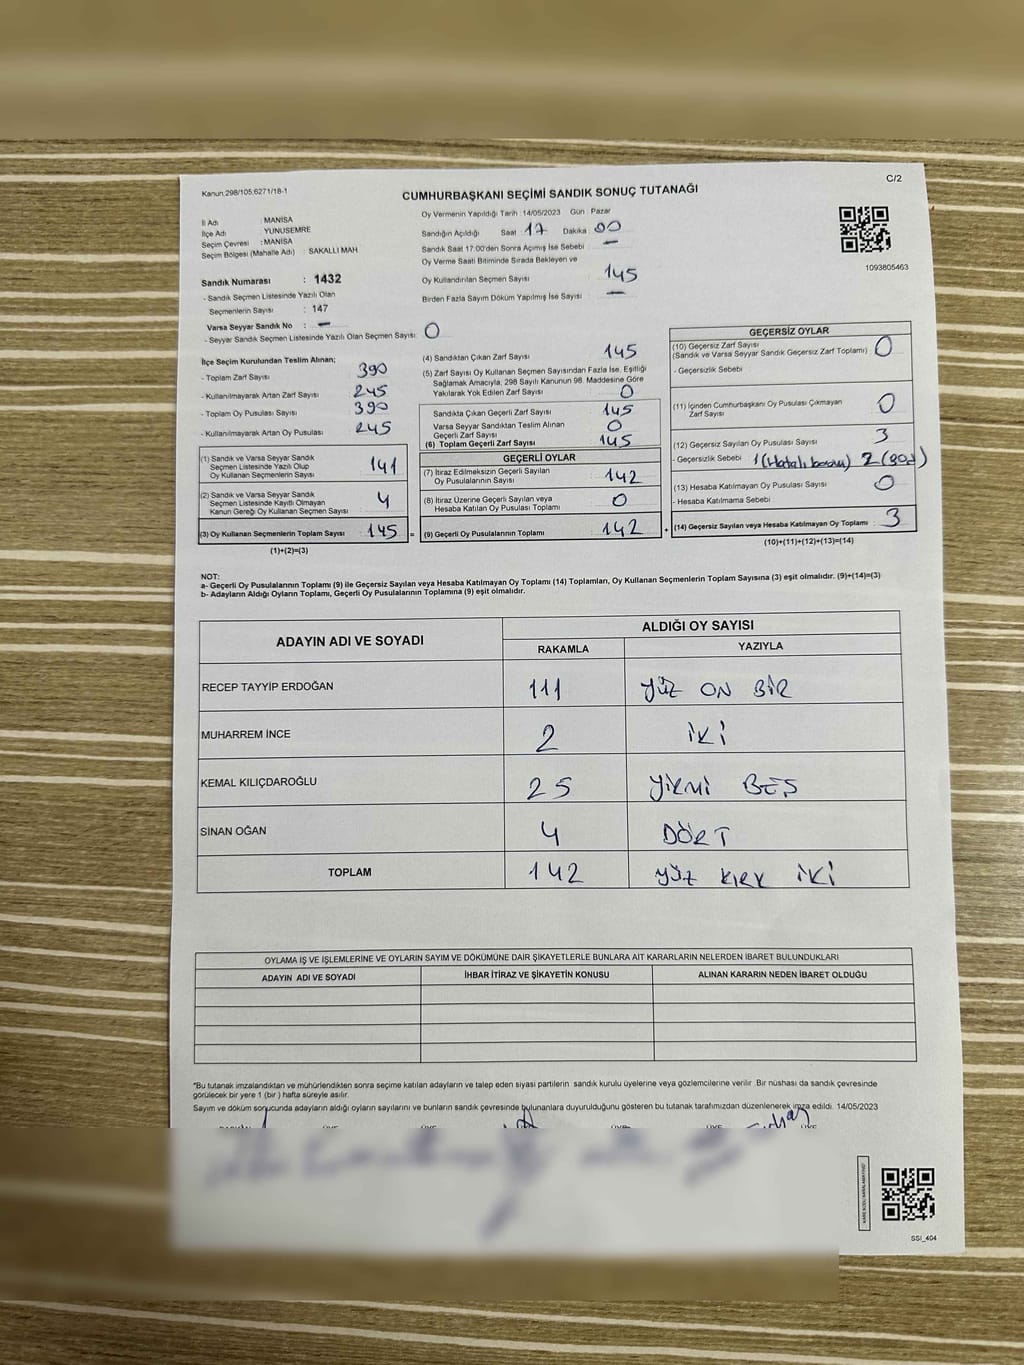 Kanun,298/105;6271/18-1
C/2
CUMHURBAŞKANI SEÇİMİ SANDIK SONUÇ TUTANAĞI
İl Adı : MANİSA
İlçe Adı : YUNUSEMRE
Seçim Çevresi : MANİSA
Seçim Bölgesi (Mahalle Adı) : SAKALLI MAH
Oy Vermenin Yapıldığı Tarih :14/05/2023 Gün : Pazar
Sandığın Açıldığı Saat 17 Dakika 00
Sandık Saat 17:00'den Sonra Açılmış İse Sebebi : —
Oy Verme Saati Bitiminde Sırada Bekleyen ve
Oy Kullandırılan Seçmen Sayısı 145
Birden Fazla Sayım Döküm Yapılmış İse Sayısı : —
1093805463
Sandık Numarası : 1432
- Sandık Seçmen Listesinde Yazılı Olan
Seçmenlerin Sayısı : 147
Varsa Seyyar Sandık No : —
- Seyyar Sandık Seçmen Listesinde Yazılı Olan Seçmen Sayısı : 0
İlçe Seçim Kurulundan Teslim Alınan;
- Toplam Zarf Sayısı 390
- Kullanılmayarak Artan Zarf Sayısı 245
- Toplam Oy Pusulası Sayısı 390
- Kullanılmayarak Artan Oy Pusulası 245
(1) Sandık ve Varsa Seyyar Sandık
Seçmen Listesinde Yazılı Olup
Oy Kullanan Seçmenlerin Sayısı 141
(2) Sandık ve Varsa Seyyar Sandık
Seçmen Listesinde Kayıtlı Olmayan
Kanun Gereği Oy Kullanan Seçmen Sayısı 4
(3) Oy Kullanan Seçmenlerin Toplam Sayısı 145 =
(1)+(2)=(3)
(4) Sandıktan Çıkan Zarf Sayısı 145
(5) Zarf Sayısı Oy Kullanan Seçmen Sayısından Fazla İse, Eşitliği
Sağlamak Amacıyla, 298 Sayılı Kanunun 98. Maddesine Göre
Yakılarak Yok Edilen Zarf Sayısı 0
Sandıkta Çıkan Geçerli Zarf Sayısı 145
Varsa Seyyar Sandıktan Teslim Alınan
Geçerli Zarf Sayısı 0
(6) Toplam Geçerli Zarf Sayısı 145
GEÇERLİ OYLAR
(7) İtiraz Edilmeksizin Geçerli Sayılan
Oy Pusulalarının Sayısı 142
(8) İtiraz Üzerine Geçerli Sayılan veya
Hesaba Katılan Oy Pusulası Toplamı 0
(9) Geçerli Oy Pusulalarının Toplamı 142 +
GEÇERSİZ OYLAR
(10) Geçersiz Zarf Sayısı
(Sandık ve Varsa Seyyar Sandık Geçersiz Zarf Toplamı) 0
- Geçersizlik Sebebi
(11) İçinden Cumhurbaşkanı Oy Pusulası Çıkmayan
Zarf Sayısı 0
(12) Geçersiz Sayılan Oy Pusulası Sayısı 3
- Geçersizlik Sebebi 1 (Hatalı basım) 2
(13) Hesaba Katılmayan Oy Pusulası Sayısı 0
- Hesaba Katılmama Sebebi
(14) Geçersiz Sayılan veya Hesaba Katılmayan Oy Toplamı 3
(10)+(11)+(12)+(13)=(14)
NOT:
a- Geçerli Oy Pusulalarının Toplamı (9) ile Geçersiz Sayılan veya Hesaba Katılmayan Oy Toplamı (14) Toplamları, Oy Kullanan Seçmenlerin Toplam Sayısına (3) eşit olmalıdır. (9)+(14)=(3)
b- Adayların Aldığı Oyların Toplamı, Geçerli Oy Pusulalarının Toplamına (9) eşit olmalıdır.
ADAYIN ADI VE SOYADI
ALDIĞI OY SAYISI
RAKAMLA YAZIYLA
RECEP TAYYİP ERDOĞAN 111 YÜZ ON BİR
MUHARREM İNCE 2 İKİ
KEMAL KILIÇDAROĞLU 25 YİRMİ BEŞ
SİNAN OĞAN 4 DÖRT
TOPLAM 142 YÜZ KIRK İKİ
OYLAMA İŞ VE İŞLEMLERİNE VE OYLARIN SAYIM VE DÖKÜMÜNE DAİR ŞİKAYETLERLE BUNLARA AİT KARARLARIN NELERDEN İBARET BULUNDUKLARI
ADAYIN ADI VE SOYADI İHBAR İTİRAZ VE ŞİKAYETİN KONUSU ALINAN KARARIN NEDEN İBARET OLDUĞU
*Bu tutanak imzalandıktan ve mühürlendikten sonra seçime katılan adayların ve talep eden siyasi partilerin sandık kurulu üyelerine veya gözlemcilerine verilir .Bir nüshası da sandık çevresinde
görülecek bir yere 1 (bir ) hafta süreyle asılır.
Sayım ve döküm sonucunda adayların aldığı oyların sayılarını ve bunların sandık çevresinde bulunanlara duyurulduğunu gösteren bu tutanak tarafımızdan düzenlenerek imza edildi. 14/05/2023
SSİ_404